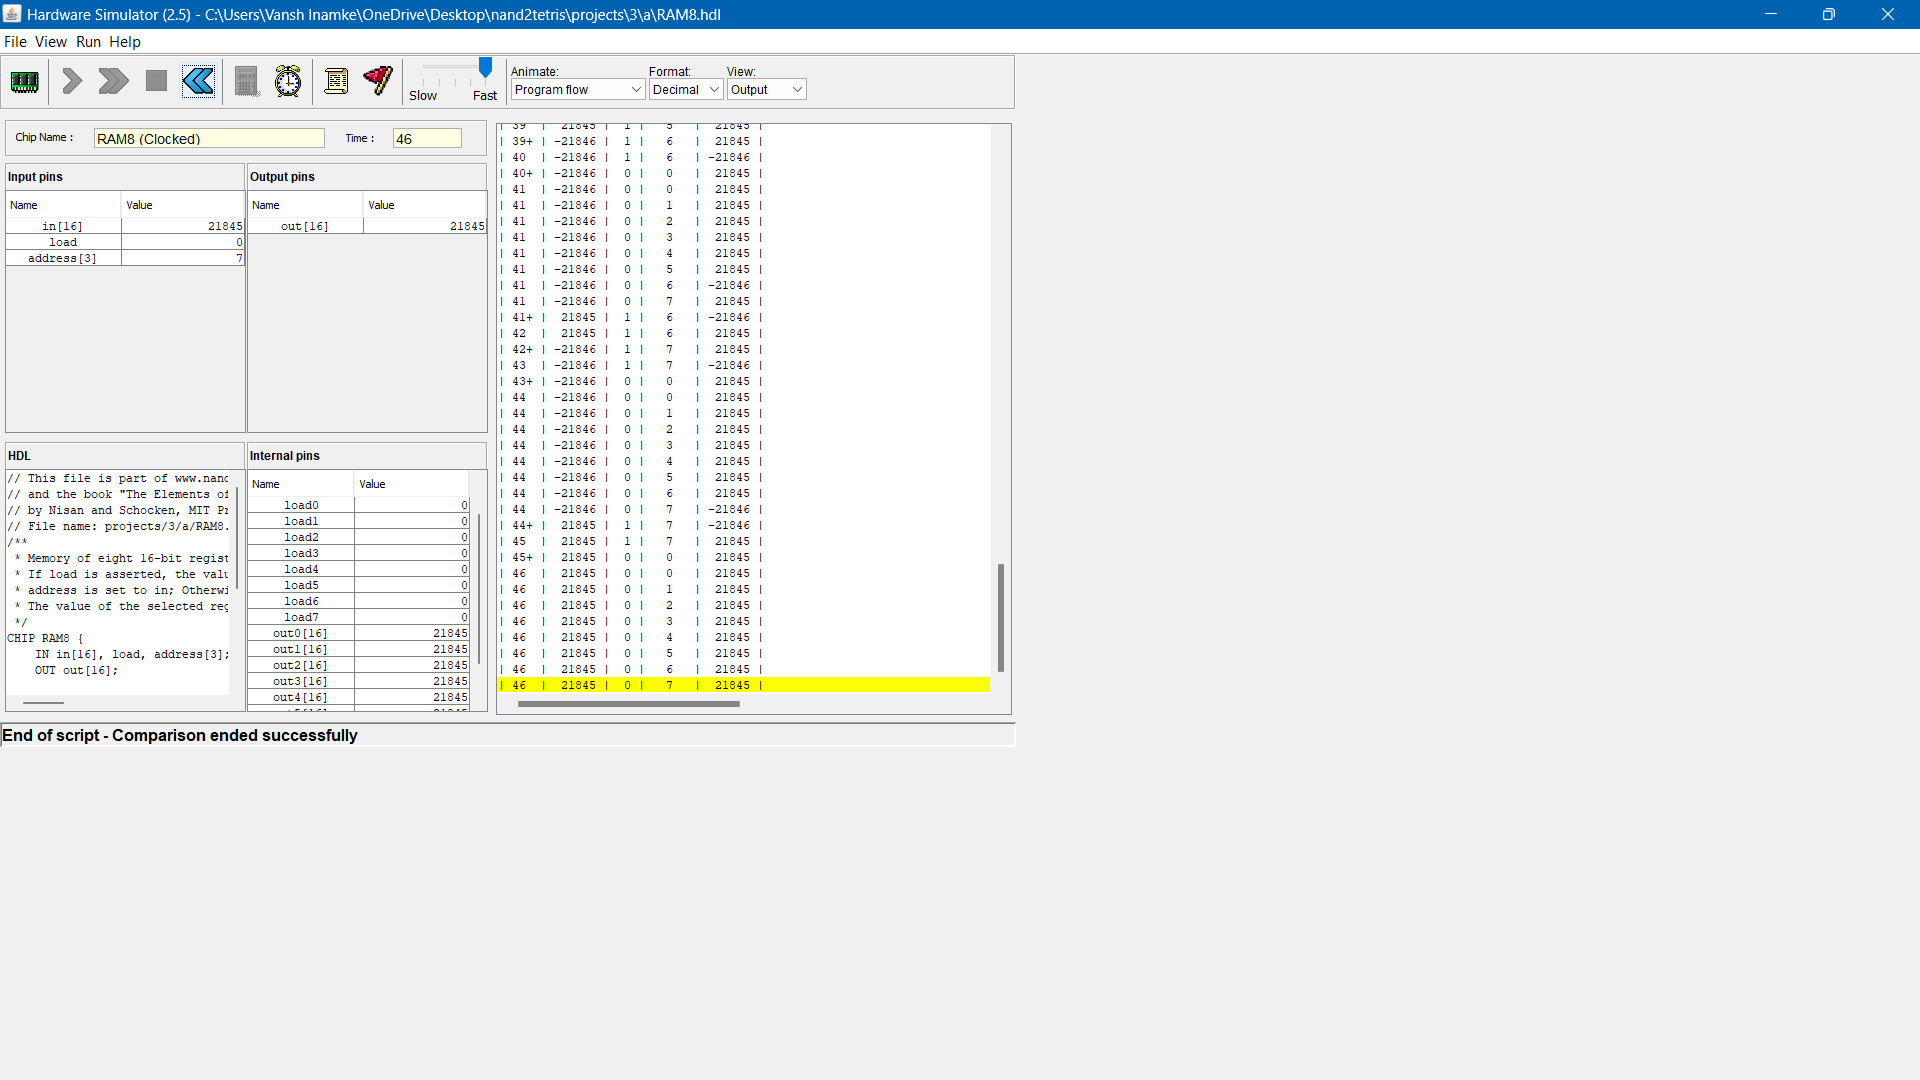 Hardware Simulator (2.5) - C:\Users\Vansh Inamke\OneDrive\Desktop\nand2tetris\projects\3\a\RAM8.hdl
File View Run Help
Slow Fast
Animate: Format: View:
Program flow Decimal Output
Chip Name : RAM8 (Clocked) Time : 46
Input pins
Name Value
in[16] 21845
load 0
address[3] 7
Output pins
Name Value
out[16] 21845
HDL
// This file is part of www.nand
// and the book "The Elements of
// by Nisan and Schocken, MIT Pr
// File name: projects/3/a/RAM8.
/**
* Memory of eight 16-bit regist
* If load is asserted, the valu
* address is set to in; Otherwi
* The value of the selected reg
*/
CHIP RAM8 {
IN in[16], load, address[3];
OUT out[16];
Internal pins
Name Value
load0 0
load1 0
load2 0
load3 0
load4 0
load5 0
load6 0
load7 0
out0[16] 21845
out1[16] 21845
out2[16] 21845
out3[16] 21845
out4[16] 21845
| 39 | 21845 | 1 | 5 | 21845 |
| 39+ | -21846 | 1 | 6 | 21845 |
| 40 | -21846 | 1 | 6 | -21846 |
| 40+ | -21846 | 0 | 0 | 21845 |
| 41 | -21846 | 0 | 0 | 21845 |
| 41 | -21846 | 0 | 1 | 21845 |
| 41 | -21846 | 0 | 2 | 21845 |
| 41 | -21846 | 0 | 3 | 21845 |
| 41 | -21846 | 0 | 4 | 21845 |
| 41 | -21846 | 0 | 5 | 21845 |
| 41 | -21846 | 0 | 6 | -21846 |
| 41 | -21846 | 0 | 7 | 21845 |
| 41+ | 21845 | 1 | 6 | -21846 |
| 42 | 21845 | 1 | 6 | 21845 |
| 42+ | -21846 | 1 | 7 | 21845 |
| 43 | -21846 | 1 | 7 | -21846 |
| 43+ | -21846 | 0 | 0 | 21845 |
| 44 | -21846 | 0 | 0 | 21845 |
| 44 | -21846 | 0 | 1 | 21845 |
| 44 | -21846 | 0 | 2 | 21845 |
| 44 | -21846 | 0 | 3 | 21845 |
| 44 | -21846 | 0 | 4 | 21845 |
| 44 | -21846 | 0 | 5 | 21845 |
| 44 | -21846 | 0 | 6 | 21845 |
| 44 | -21846 | 0 | 7 | -21846 |
| 44+ | 21845 | 1 | 7 | -21846 |
| 45 | 21845 | 1 | 7 | 21845 |
| 45+ | 21845 | 0 | 0 | 21845 |
| 46 | 21845 | 0 | 0 | 21845 |
| 46 | 21845 | 0 | 1 | 21845 |
| 46 | 21845 | 0 | 2 | 21845 |
| 46 | 21845 | 0 | 3 | 21845 |
| 46 | 21845 | 0 | 4 | 21845 |
| 46 | 21845 | 0 | 5 | 21845 |
| 46 | 21845 | 0 | 6 | 21845 |
| 46 | 21845 | 0 | 7 | 21845 |
End of script - Comparison ended successfully